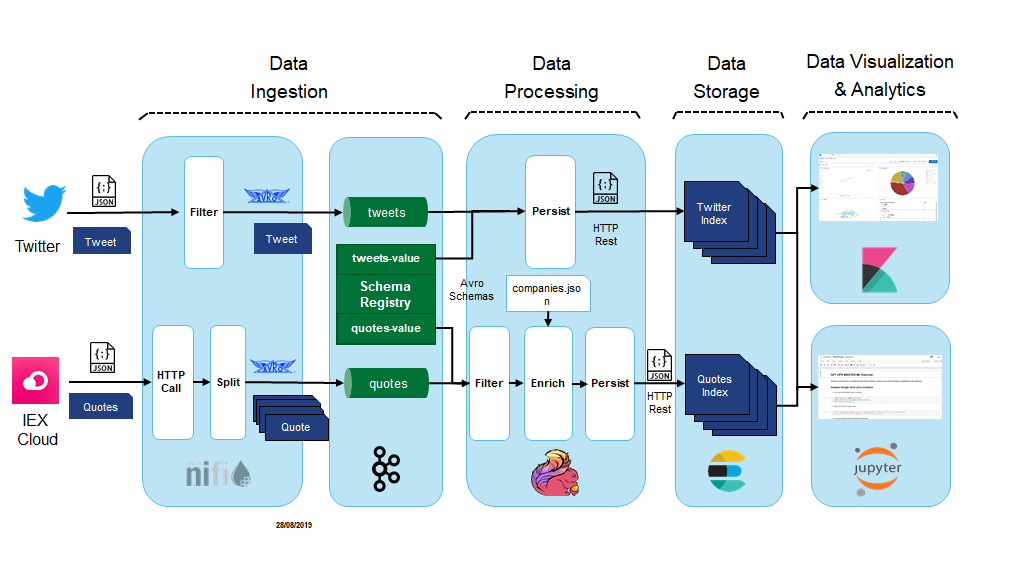 Data
Ingestion
Data
Processing
Data
Storage
Data Visualization
& Analytics
{;}
JSON
Twitter
Tweet
Filter
AVRO
Tweet
tweets
tweets-value
Schema
Registry
quotes-value
Avro
Schemas
Persist
{;}
JSON
HTTP
Rest
companies.jso
n
Twitter
Index
{;}
JSON
IEX
Cloud
Quotes
HTTP
Call
Split
AVRO
Quote
quotes
Filter
Enrich
Persist
{;}
JSON
HTTP
Rest
Quotes
Index
nifi
jupyter
28/08/2019